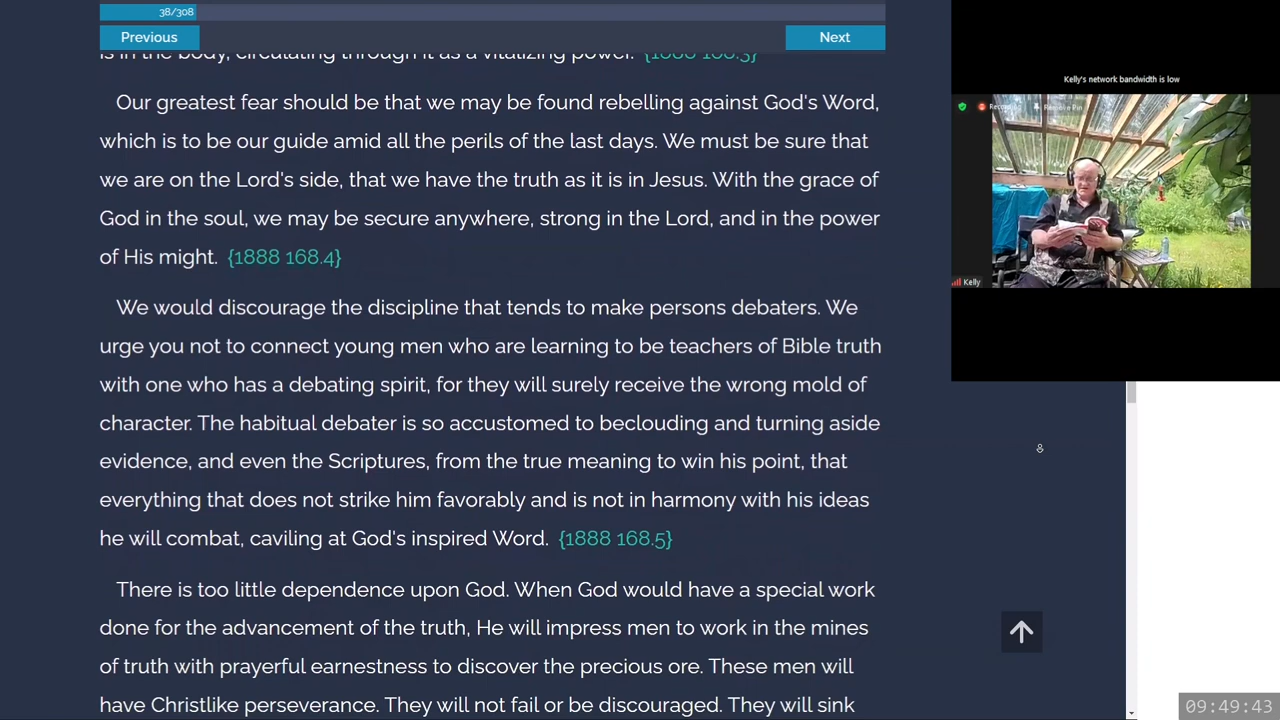 38/308
Previous
Next
is in the body, circulating through it as a vitalizing power. {1888 168.3}
Our greatest fear should be that we may be found rebelling against God's Word,
which is to be our guide amid all the perils of the last days. We must be sure that
we are on the Lord's side, that we have the truth as it is in Jesus. With the grace of
God in the soul, we may be secure anywhere, strong in the Lord, and in the power
of His might. {1888 168.4}
We would discourage the discipline that tends to make persons debaters. We
urge you not to connect young men who are learning to be teachers of Bible truth
with one who has a debating spirit, for they will surely receive the wrong mold of
character. The habitual debater is so accustomed to beclouding and turning aside
evidence, and even the Scriptures, from the true meaning to win his point, that
everything that does not strike him favorably and is not in harmony with his ideas
he will combat, caviling at God's inspired Word. {1888 168.5}
There is too little dependence upon God. When God would have a special work
done for the advancement of the truth, He will impress men to work in the mines
of truth with prayerful earnestness to discover the precious ore. These men will
have Christlike perseverance. They will not fail or be discouraged. They will sink
Kelly's network bandwidth is low
Recording
Remove Pin
Kelly
09:49:43